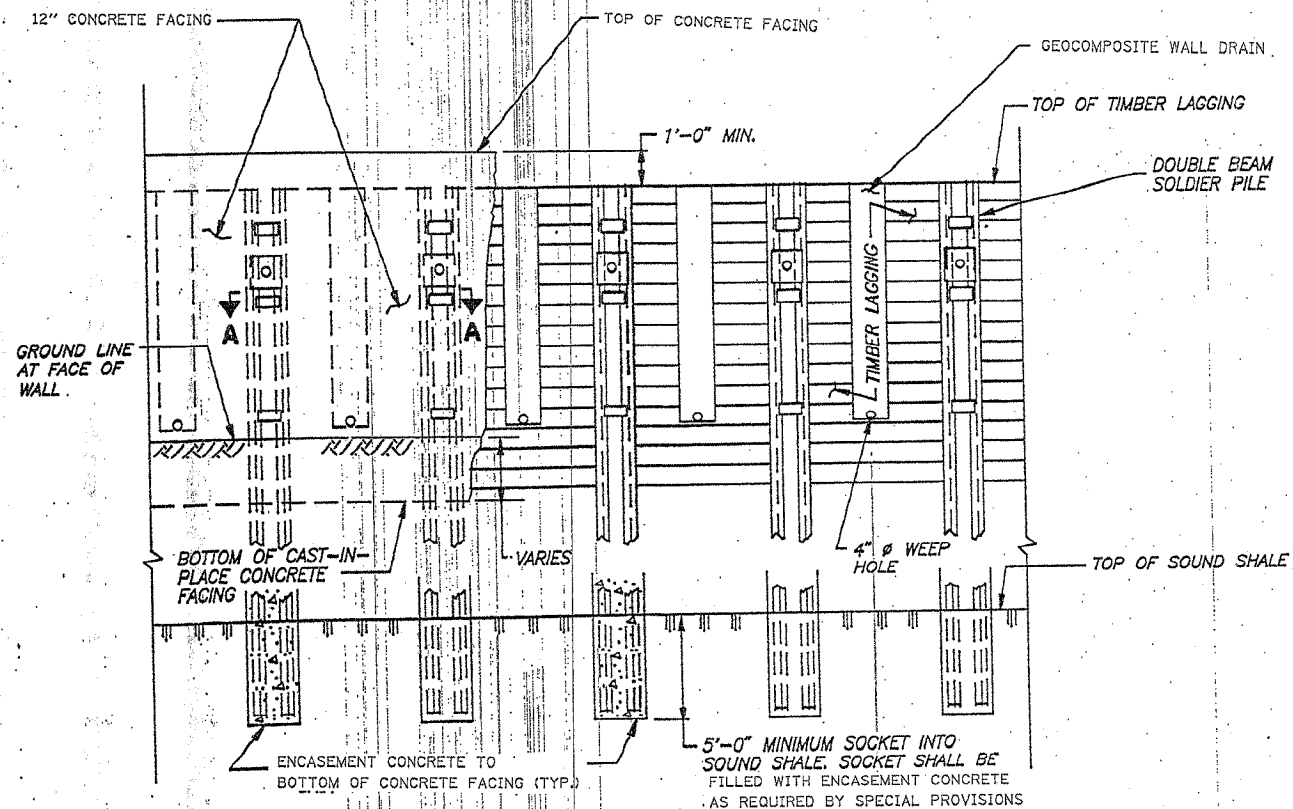 12" CONCRETE FACING
TOP OF CONCRETE FACING
GEOCOMPOSITE WALL DRAIN
TOP OF TIMBER LAGGING
1'-0" MIN.
DOUBLE BEAM
SOLDIER PILE
TIMBER LAGGING
A
A
GROUND LINE
AT FACE OF
WALL
BOTTOM OF CAST-IN-
PLACE CONCRETE
FACING
VARIES
4" ø WEEP
HOLE
TOP OF SOUND SHALE
ENCASEMENT CONCRETE TO
BOTTOM OF CONCRETE FACING (TYP.)
5'-0" MINIMUM SOCKET INTO
SOUND SHALE. SOCKET SHALL BE
FILLED WITH ENCASEMENT CONCRETE
AS REQUIRED BY SPECIAL PROVISIONS